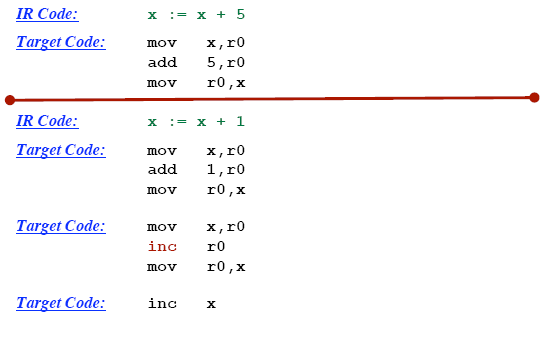 IR Code: x := x + 5
Target Code: mov x,r0
add 5,r0
mov r0,x
IR Code: x := x + 1
Target Code: mov x,r0
add 1,r0
mov r0,x
Target Code: mov x,r0
inc r0
mov r0,x
Target Code: inc x